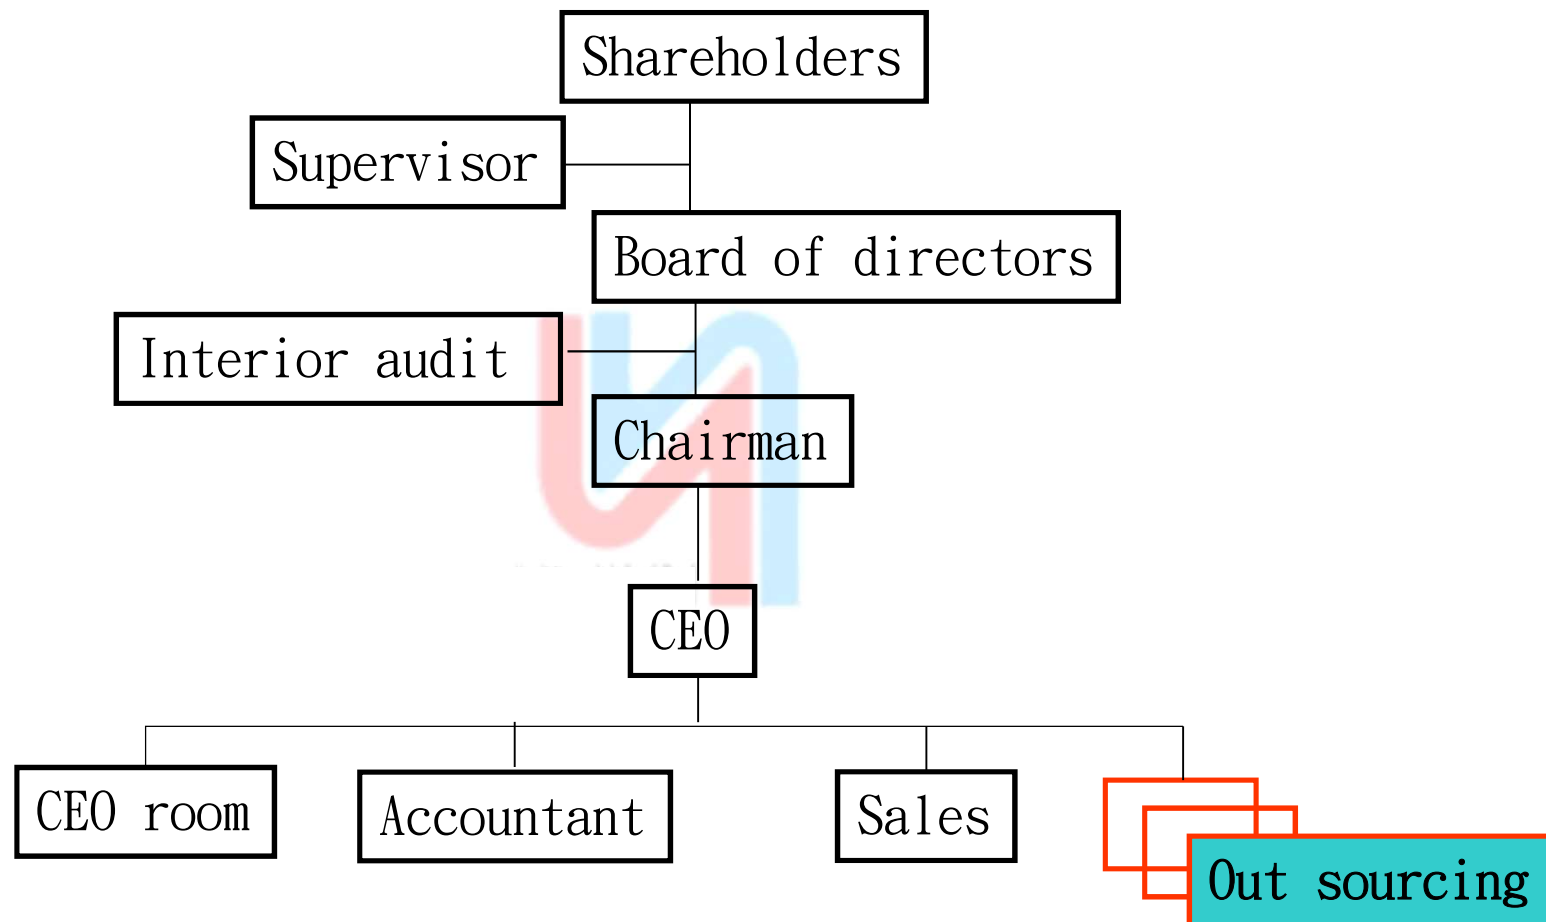 Shareholders
Supervisor
Board of directors
Interior audit
Chairman
CEO
CEO room
Accountant
Sales
Out sourcing